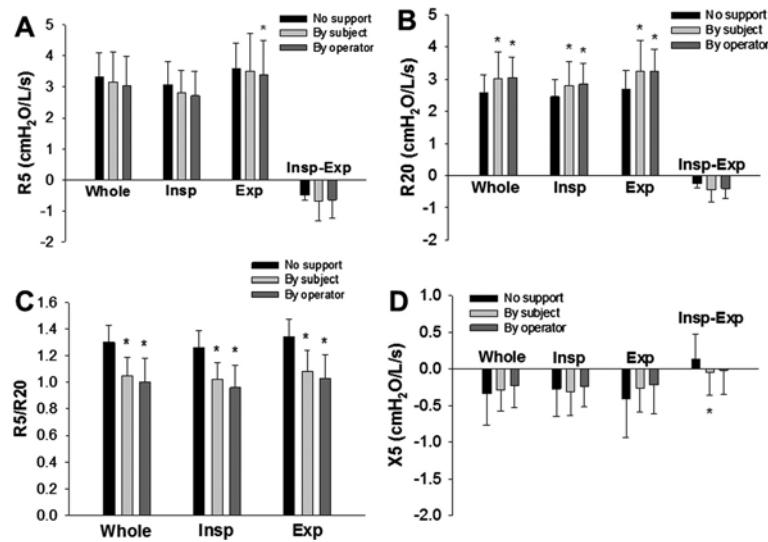 A
No support
By subject
By operator
R5 (cmH2O/L/s)
5
4
3
2
1
0
-1
-2
*
Whole
Insp
Exp
Insp-Exp
B
No support
By subject
By operator
R20 (cmH2O/L/s)
5
4
3
2
1
0
-1
-2
* *
* *
* *
Whole
Insp
Exp
Insp-Exp
C
No support
By subject
By operator
R5/R20
1.6
1.4
1.2
1.0
0.8
0.6
0.4
0.2
0.0
* *
* *
* *
Whole
Insp
Exp
D
No support
By subject
By operator
X5 (cmH2O/L/s)
1.0
0.5
0.0
-0.5
-1.0
-1.5
-2.0
Whole
Insp
Exp
Insp-Exp
*